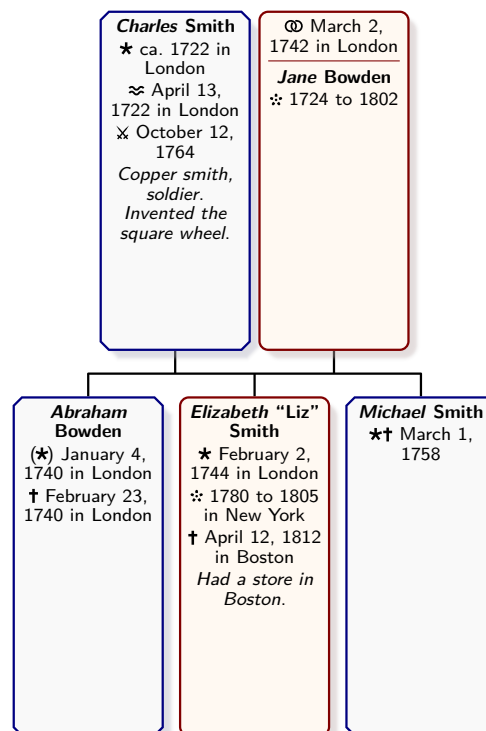 Charles Smith
★ ca. 1722 in
London
≈ April 13,
1722 in London
⚔ October 12,
1764
Copper smith,
soldier.
Invented the
square wheel.
⚭ March 2,
1742 in London
Jane Bowden
፨ 1724 to 1802
Abraham
Bowden
(★) January 4,
1740 in London
† February 23,
1740 in London
Elizabeth “Liz”
Smith
★ February 2,
1744 in London
፨ 1780 to 1805
in New York
† April 12, 1812
in Boston
Had a store in
Boston.
Michael Smith
★† March 1,
1758